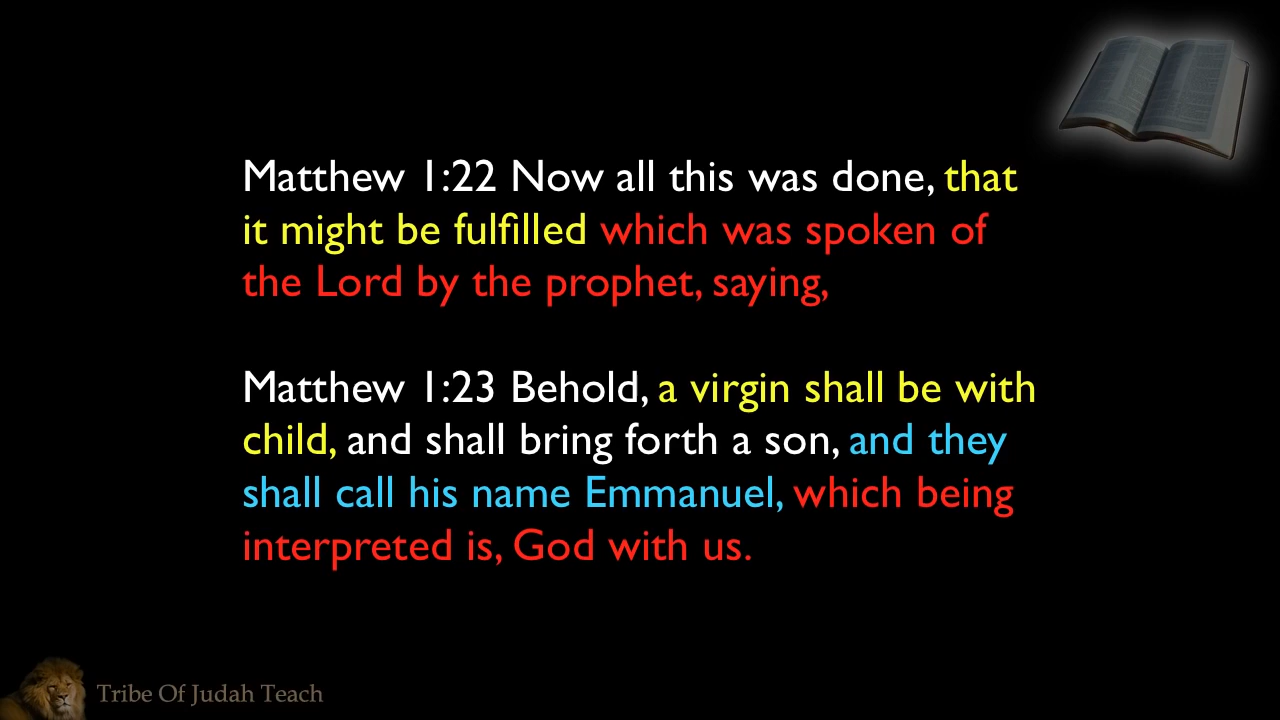 Matthew 1:22 Now all this was done, that
it might be fulfilled which was spoken of
the Lord by the prophet, saying,
Matthew 1:23 Behold, a virgin shall be with
child, and shall bring forth a son, and they
shall call his name Emmanuel, which being
interpreted is, God with us.
Tribe Of Judah Teach